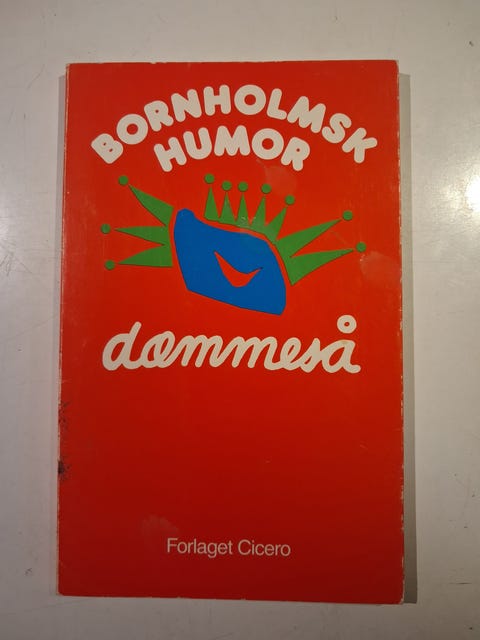 BORNHOLMSK
HUMOR
dæmmeså
Forlaget Cicero